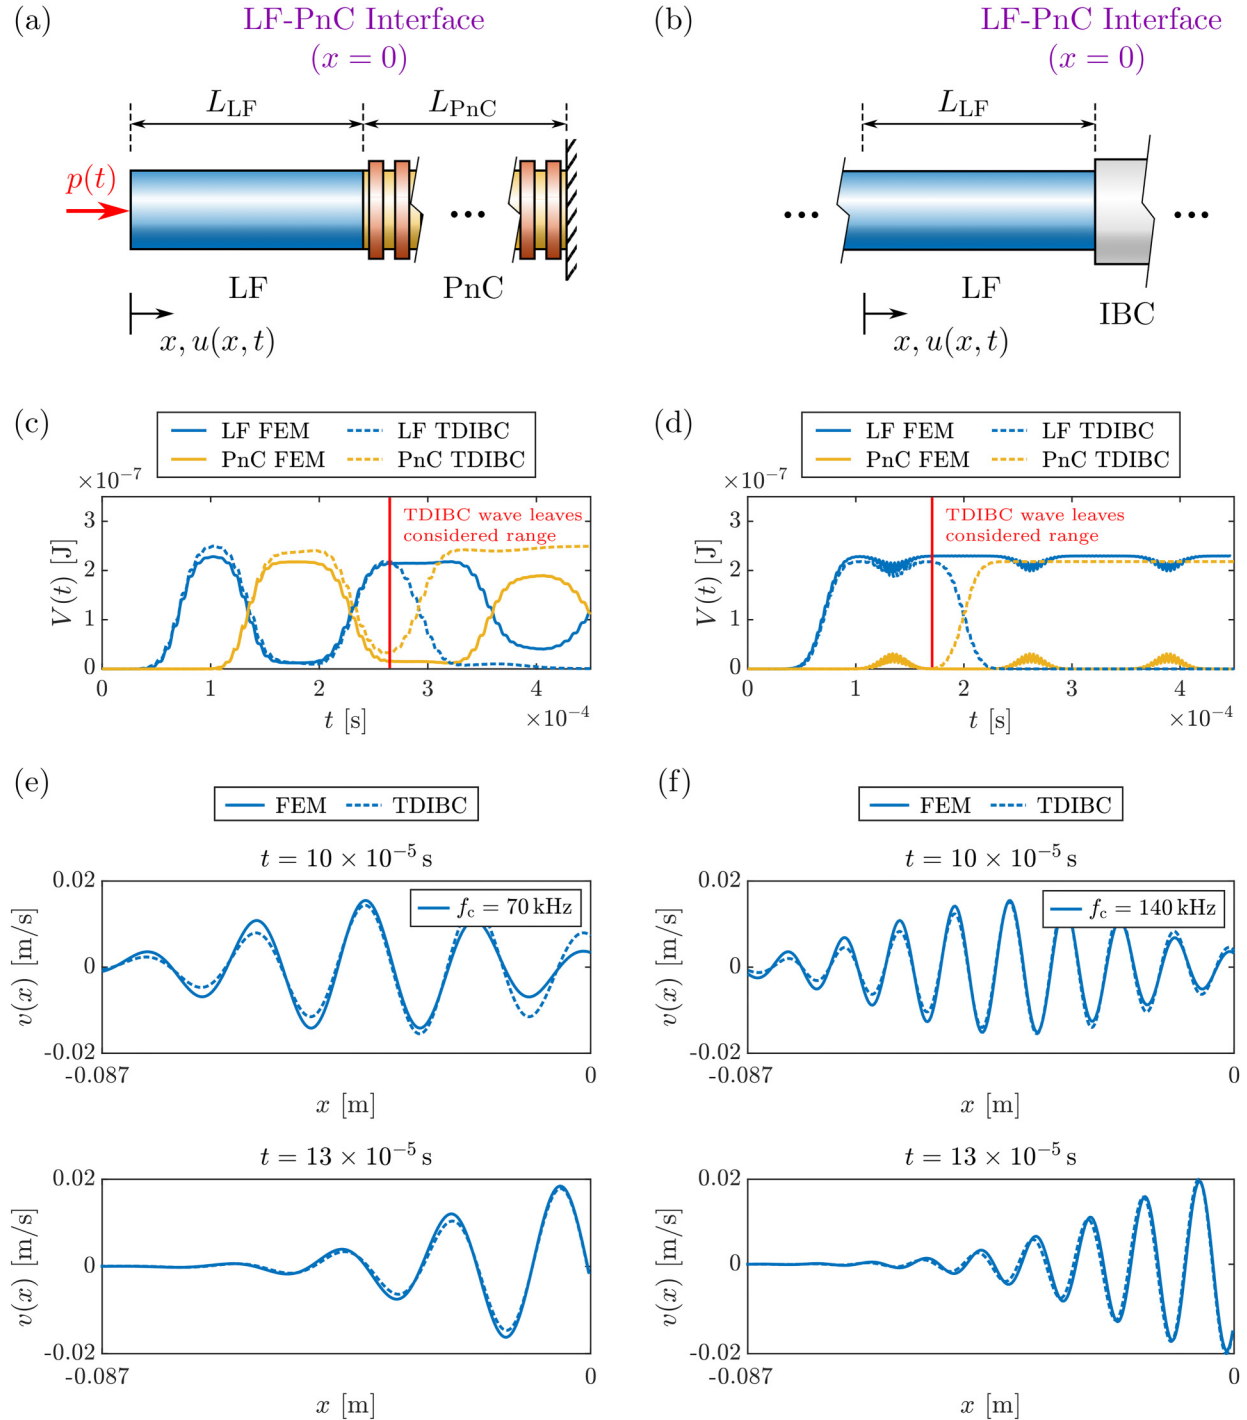 (a)
LF-PnC Interface
(x = 0)
L_LF
L_PnC
p(t)
LF
PnC
x, u(x, t)
(b)
LF-PnC Interface
(x = 0)
L_LF
LF
IBC
x, u(x, t)
(c)
LF FEM
LF TDIBC
PnC FEM
PnC TDIBC
×10⁻⁷
TDIBC wave leaves
considered range
V(t) [J]
3
2
1
0
0
1
2
3
4
t [s]
×10⁻⁴
(d)
LF FEM
LF TDIBC
PnC FEM
PnC TDIBC
×10⁻⁷
TDIBC wave leaves
considered range
V(t) [J]
3
2
1
0
0
1
2
3
4
t [s]
×10⁻⁴
(e)
FEM
TDIBC
t = 10 × 10⁻⁵ s
f_c = 70 kHz
v(x) [m/s]
0.02
0
-0.02
-0.087
0
x [m]
t = 13 × 10⁻⁵ s
v(x) [m/s]
0.02
0
-0.02
-0.087
0
x [m]
(f)
FEM
TDIBC
t = 10 × 10⁻⁵ s
f_c = 140 kHz
v(x) [m/s]
0.02
0
-0.02
-0.087
0
x [m]
t = 13 × 10⁻⁵ s
v(x) [m/s]
0.02
0
-0.02
-0.087
0
x [m]